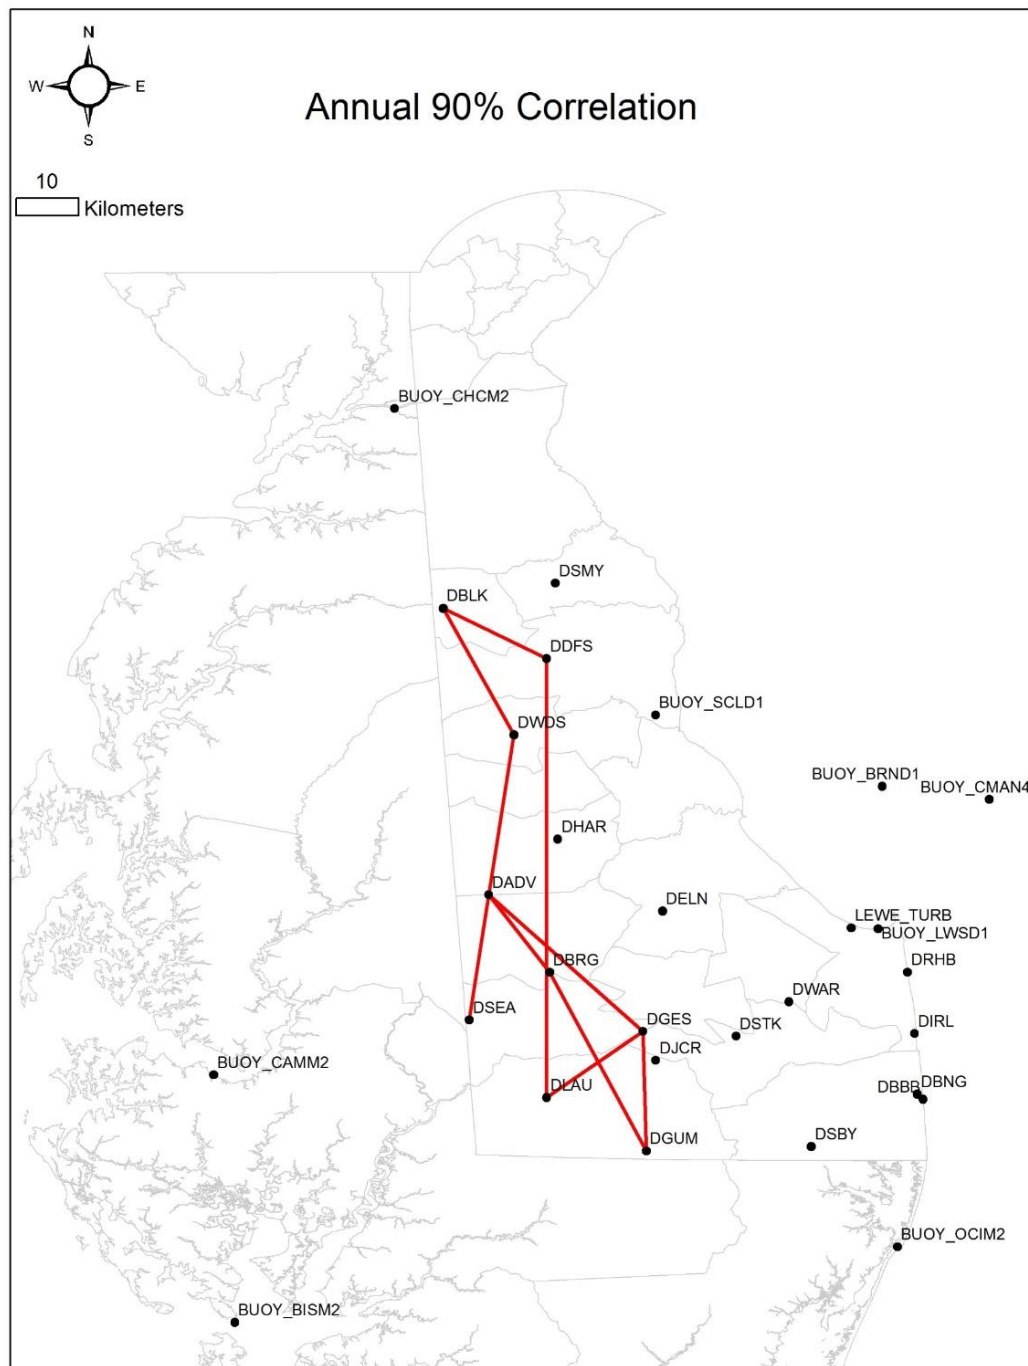 N
W E
S
Annual 90% Correlation
10
Kilometers
BUOY_CHCM2
DSMY
DBLK
DDFS
BUOY_SCLD1
DWDS
BUOY_BRND1
BUOY_CMAN4
DHAR
DADV
DELN
LEWE_TURB
BUOY_LWSD1
DBRG
DRHB
DWAR
DSEA
DGES
DSTK
DIRL
DJCR
BUOY_CAMM2
DLAU
DBBB
DBNG
DGUM
DSBY
BUOY_OCIM2
BUOY_BISM2